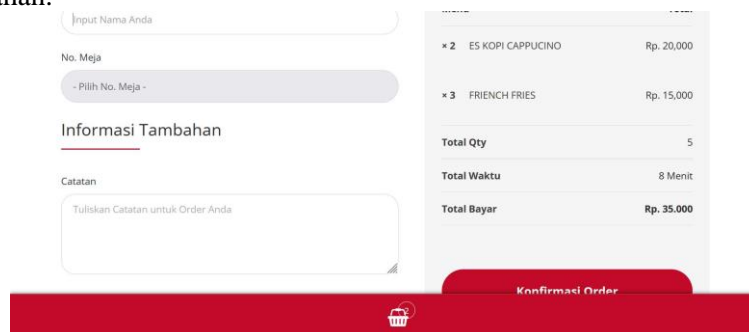 Input Nama Anda
No. Meja
- Pilih No. Meja -
Informasi Tambahan
Catatan
Tuliskan Catatan untuk Order Anda
× 2 ES KOPI CAPPUCINO Rp. 20,000
× 3 FRIENCH FRIES Rp. 15,000
Total Qty 5
Total Waktu 8 Menit
Total Bayar Rp. 35.000
Konfirmasi Order
2